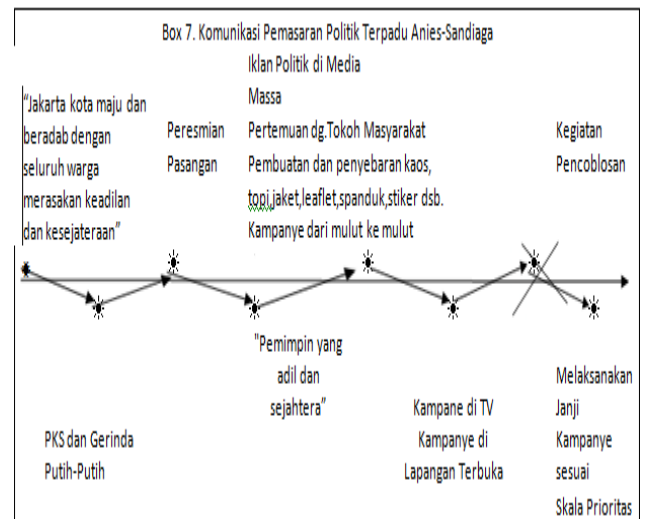 Box 7. Komunikasi Pemasaran Politik Terpadu Anies-Sandiaga
"Jakarta kota maju dan
beradab dengan
seluruh warga
merasakan keadilan
dan kesejateraan"
Peresmian
Pasangan
Iklan Politik di Media
Massa
Pertemuan dg.Tokoh Masyarakat
Pembuatan dan penyebaran kaos,
topi,jaket,leaflet,spanduk,stiker dsb.
Kampanye dari mulut ke mulut
Kegiatan
Pencoblosan
PKS dan Gerinda
Putih-Putih
"Pemimpin yang
adil dan
sejahtera"
Kampane di TV
Kampanye di
Lapangan Terbuka
Melaksanakan
Janji
Kampanye
sesuai
Skala Prioritas